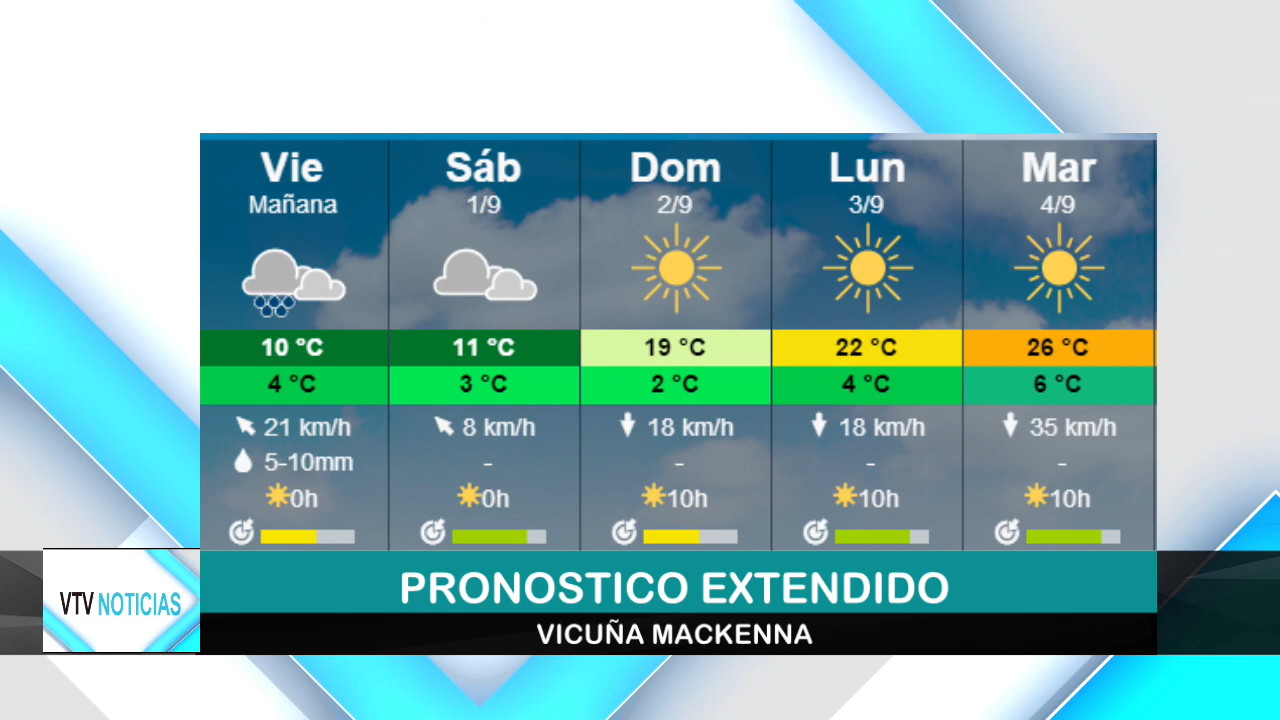 Vie Sáb Dom Lun Mar
Mañana 1/9 2/9 3/9 4/9
10 °C 11 °C 19 °C 22 °C 26 °C
4 °C 3 °C 2 °C 4 °C 6 °C
21 km/h 8 km/h 18 km/h 18 km/h 35 km/h
5-10mm - - - -
0h 0h 10h 10h 10h
PRONOSTICO EXTENDIDO
VTV NOTICIAS
VICUÑA MACKENNA